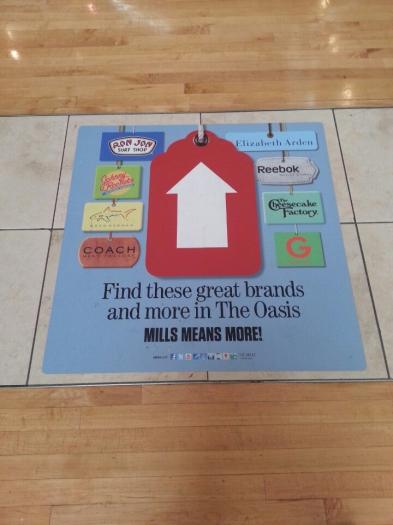 RON JON
SURF SHOP
Johnny
Rockets
COACH
Elizabeth Arden
Reebok
The
Cheesecake
Factory
G
Find these great brands
and more in The Oasis
MILLS MEANS MORE!